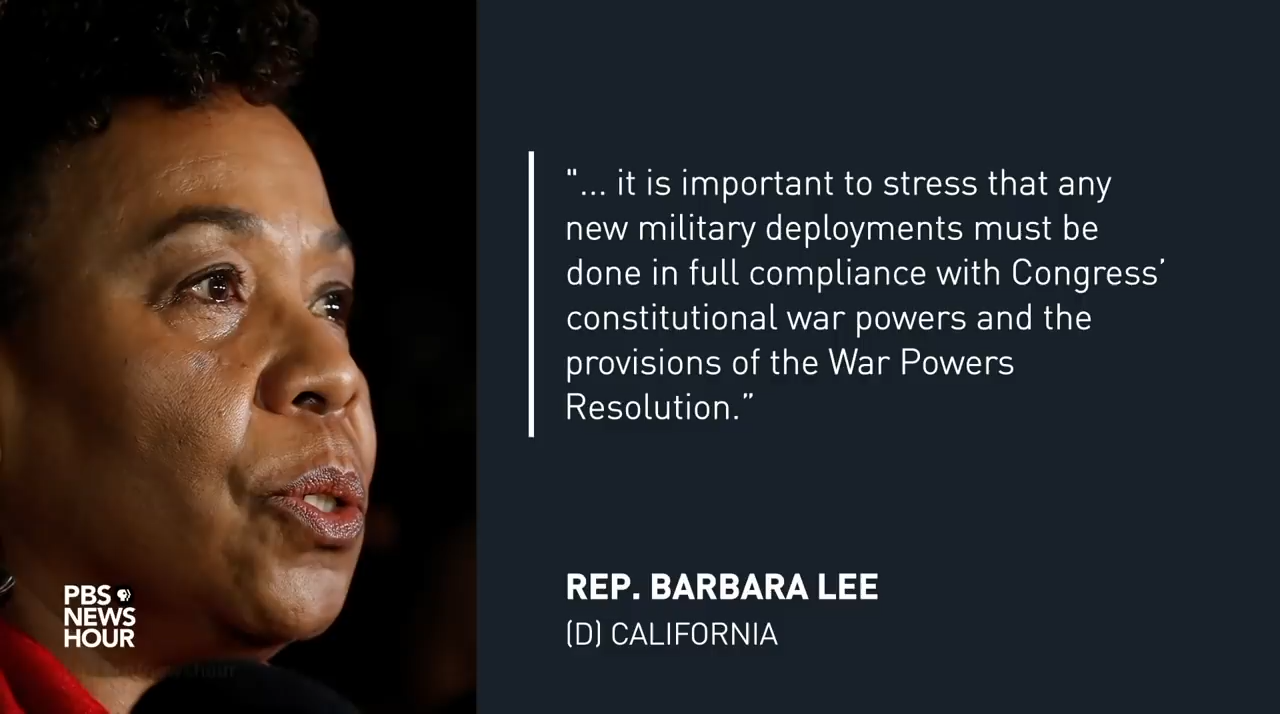 "... it is important to stress that any
new military deployments must be
done in full compliance with Congress’
constitutional war powers and the
provisions of the War Powers
Resolution.”
REP. BARBARA LEE
(D) CALIFORNIA
PBS
NEWS
HOUR